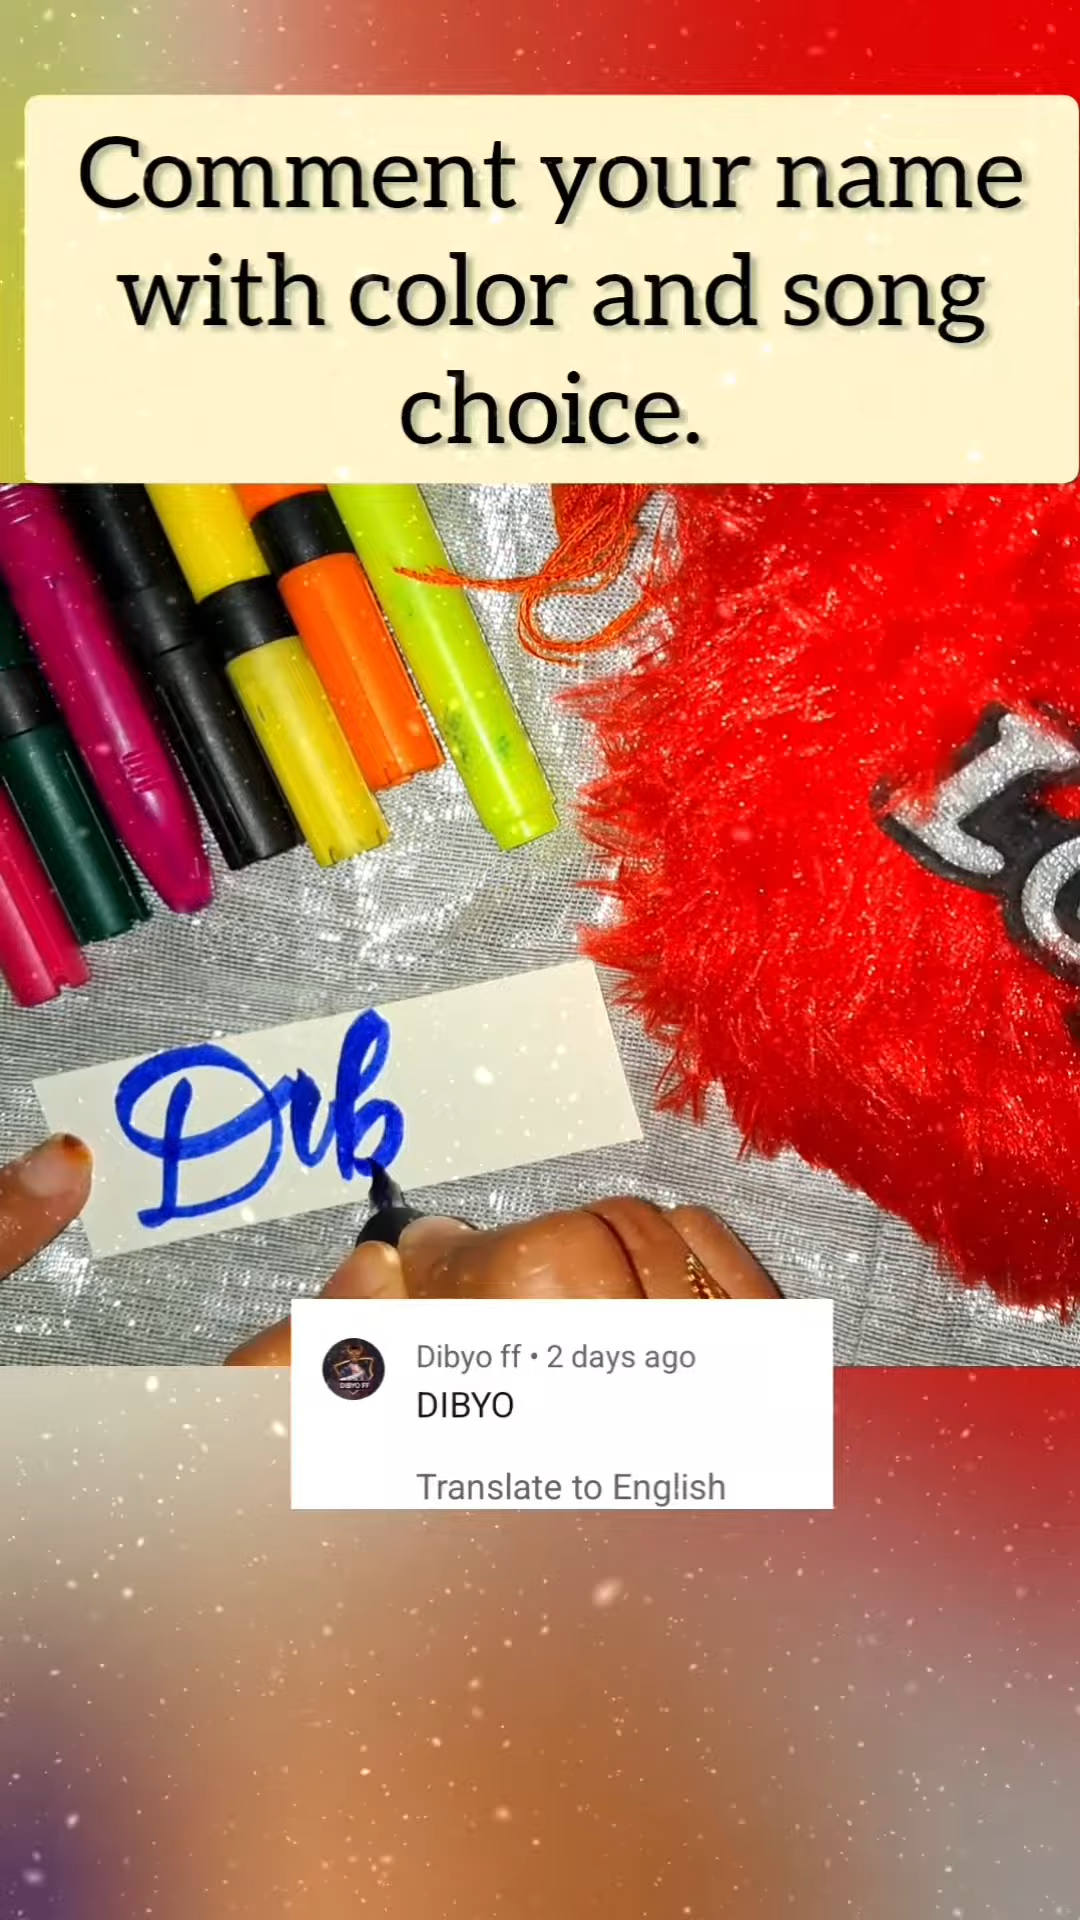 Comment your name
with color and song
choice.
Dib
Dibyo ff • 2 days ago
DIBYO
Translate to English